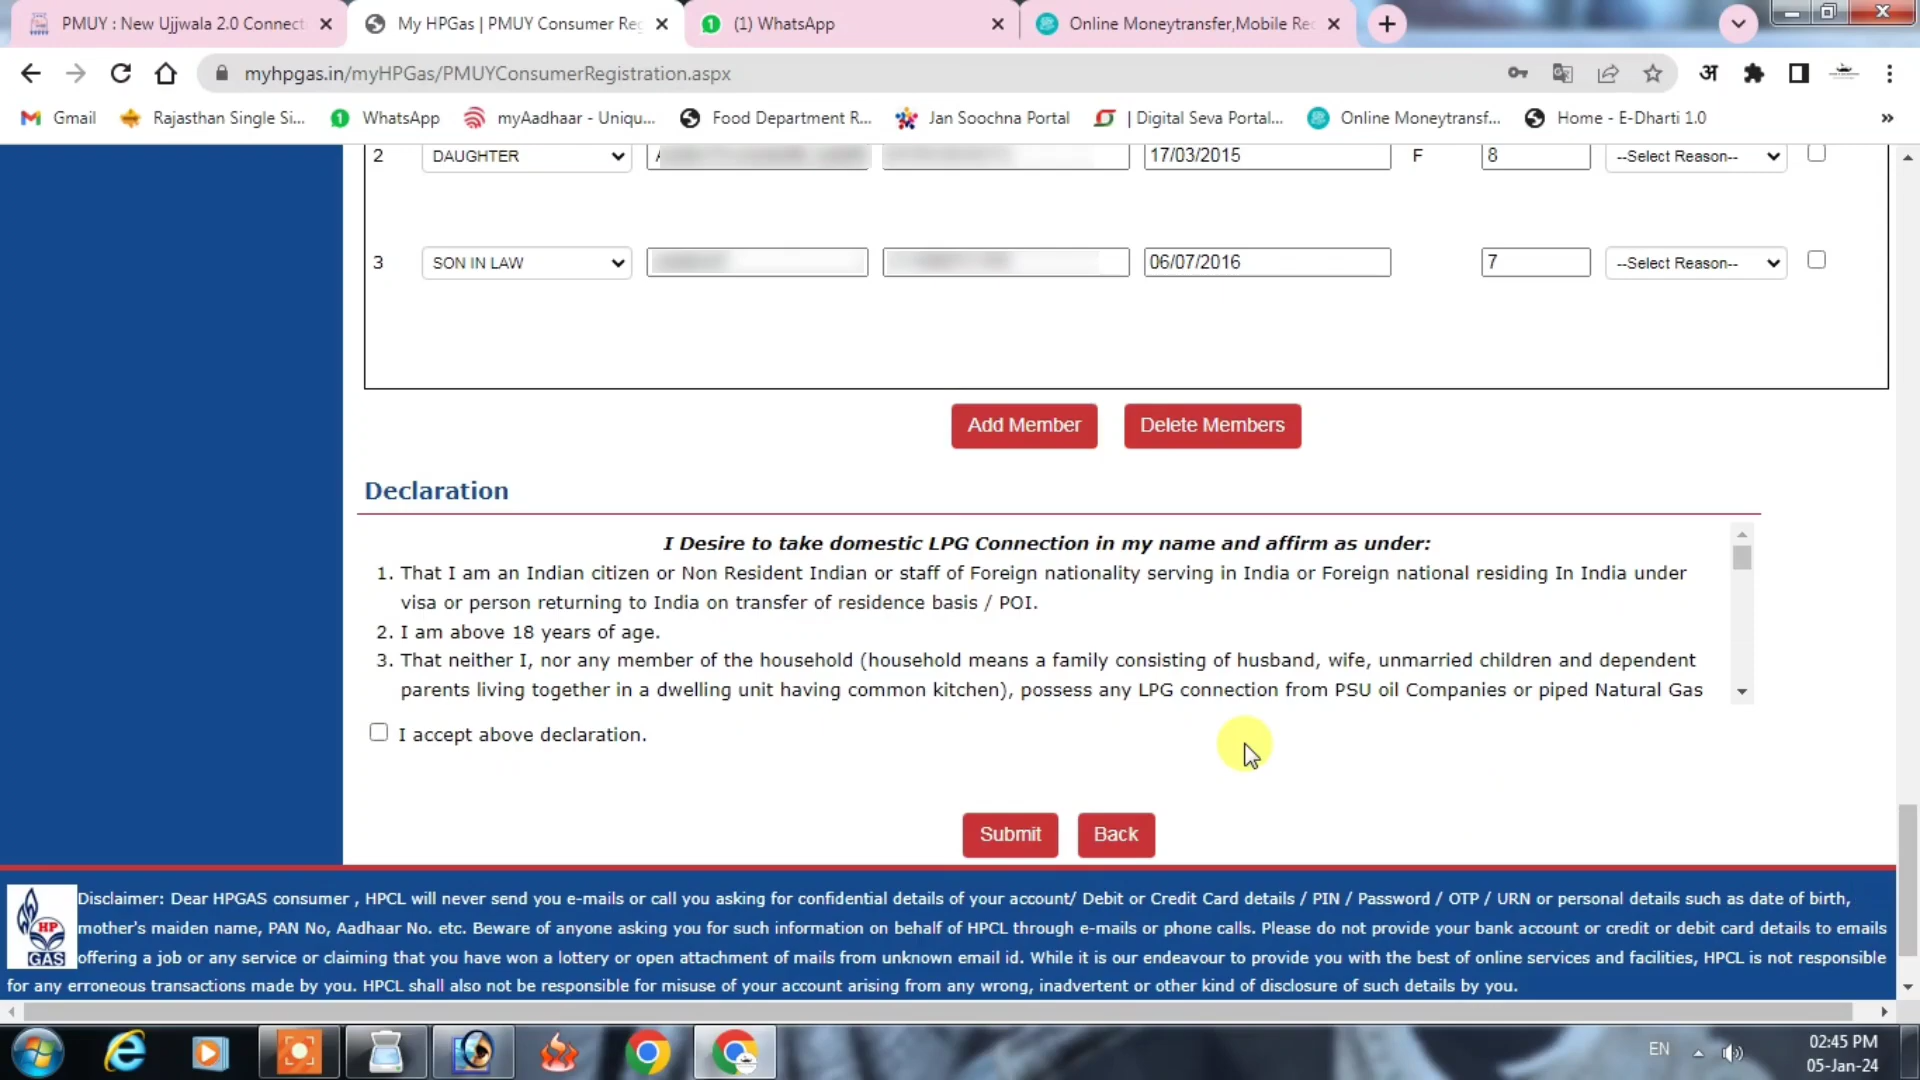 PMUY : New Ujjwala 2.0 Connect
My HPGas | PMUY Consumer Re
(1) WhatsApp
Online Moneytransfer,Mobile Re
myhpgas.in/myHPGas/PMUYConsumerRegistration.aspx
अ
Gmail
Rajasthan Single Si...
WhatsApp
myAadhaar - Uniqu...
Food Department R...
Jan Soochna Portal
| Digital Seva Portal...
Online Moneytransf...
Home - E-Dharti 1.0
»
2 DAUGHTER 17/03/2015 F 8 --Select Reason--
3 SON IN LAW 06/07/2016 7 --Select Reason--
Add Member Delete Members
Declaration
I Desire to take domestic LPG Connection in my name and affirm as under:
1. That I am an Indian citizen or Non Resident Indian or staff of Foreign nationality serving in India or Foreign national residing In India under
visa or person returning to India on transfer of residence basis / POI.
2. I am above 18 years of age.
3. That neither I, nor any member of the household (household means a family consisting of husband, wife, unmarried children and dependent
parents living together in a dwelling unit having common kitchen), possess any LPG connection from PSU oil Companies or piped Natural Gas
I accept above declaration.
Submit Back
HP
GAS
Disclaimer: Dear HPGAS consumer , HPCL will never send you e-mails or call you asking for confidential details of your account/ Debit or Credit Card details / PIN / Password / OTP / URN or personal details such as date of birth,
mother's maiden name, PAN No, Aadhaar No. etc. Beware of anyone asking you for such information on behalf of HPCL through e-mails or phone calls. Please do not provide your bank account or credit or debit card details to emails
offering a job or any service or claiming that you have won a lottery or open attachment of mails from unknown email id. While it is our endeavour to provide you with the best of online services and facilities, HPCL is not responsible
for any erroneous transactions made by you. HPCL shall also not be responsible for misuse of your account arising from any wrong, inadvertent or other kind of disclosure of such details by you.
EN
02:45 PM
05-Jan-24